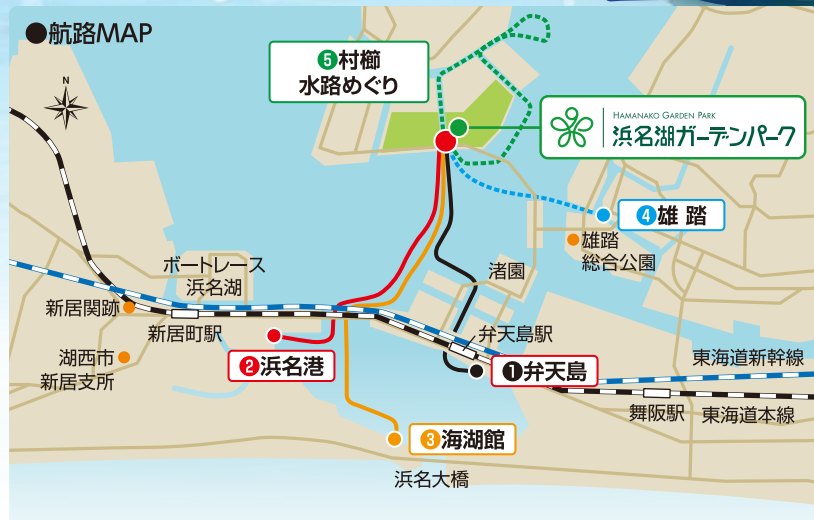 ●航路MAP
N
❺村櫛
水路めぐり
HAMANAKO GARDEN PARK
浜名湖ガーデンパーク
❹雄踏
雄踏
総合公園
ボートレース
浜名湖
渚園
新居関跡
新居町駅
弁天島駅
湖西市
新居支所
❷浜名港
❶弁天島
東海道新幹線
舞阪駅
東海道本線
❸海湖館
浜名大橋